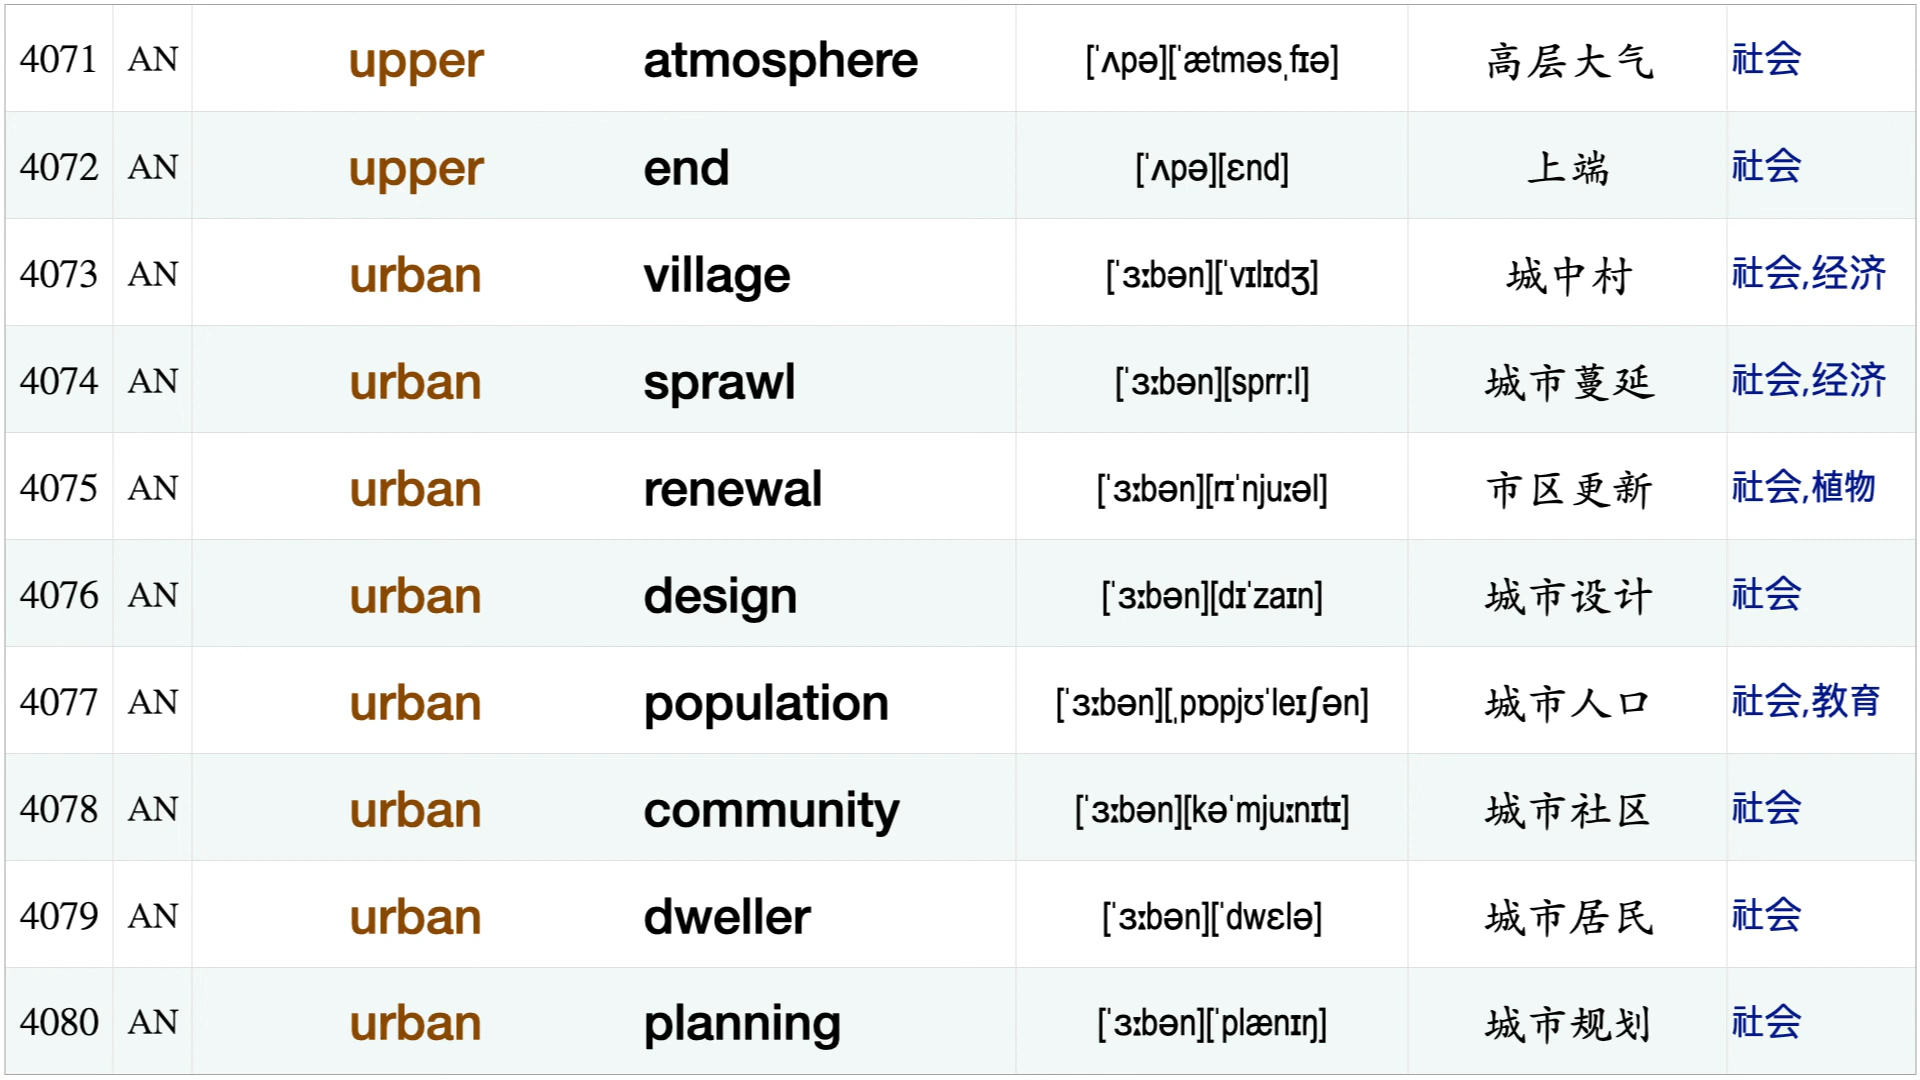 4071 AN upper atmosphere [ˈʌpə][ˈætməsˌfɪə] 高层大气 社会
4072 AN upper end [ˈʌpə][ɛnd] 上端 社会
4073 AN urban village [ˈɜːbən][ˈvɪlɪdʒ] 城中村 社会,经济
4074 AN urban sprawl [ˈɜːbən][sprr:l] 城市蔓延 社会,经济
4075 AN urban renewal [ˈɜːbən][rɪˈnjuːəl] 市区更新 社会,植物
4076 AN urban design [ˈɜːbən][dɪˈzaɪn] 城市设计 社会
4077 AN urban population [ˈɜːbən][ˌpɒpjʊˈleɪʃən] 城市人口 社会,教育
4078 AN urban community [ˈɜːbən][kəˈmjuːnɪtɪ] 城市社区 社会
4079 AN urban dweller [ˈɜːbən][ˈdwɛlə] 城市居民 社会
4080 AN urban planning [ˈɜːbən][ˈplænɪŋ] 城市规划 社会